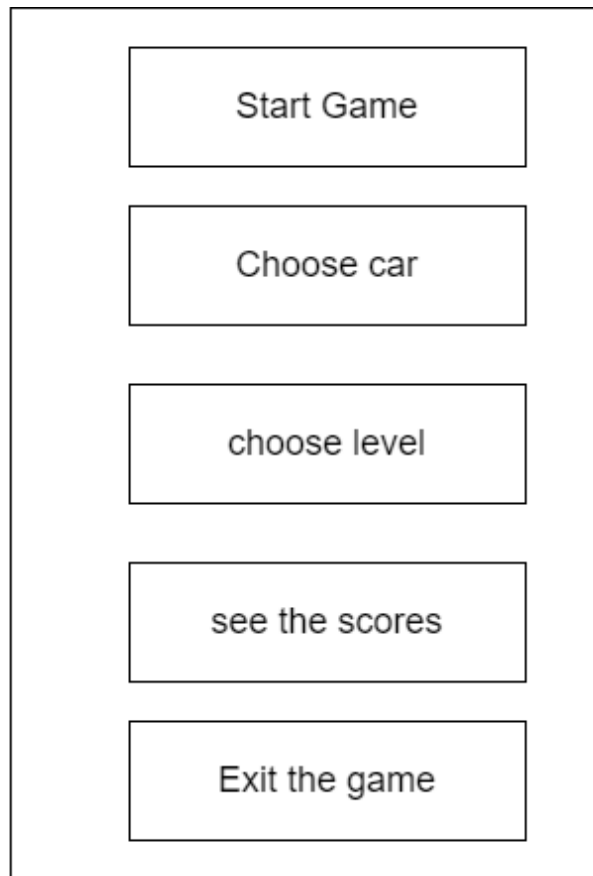 Start Game
Choose car
choose level
see the scores
Exit the game